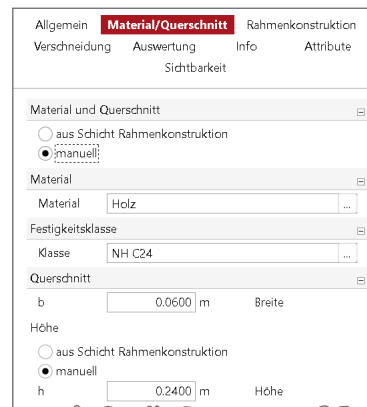 Allgemein Material/Querschnitt Rahmenkonstruktion
Verschneidung Auswertung Info Attribute
Sichtbarkeit
Material und Querschnitt
aus Schicht Rahmenkonstruktion
manuell
Material
Material Holz ...
Festigkeitsklasse
Klasse NH C24 ...
Querschnitt
b 0.0600 m Breite
Höhe
aus Schicht Rahmenkonstruktion
manuell
h 0.2400 m Höhe